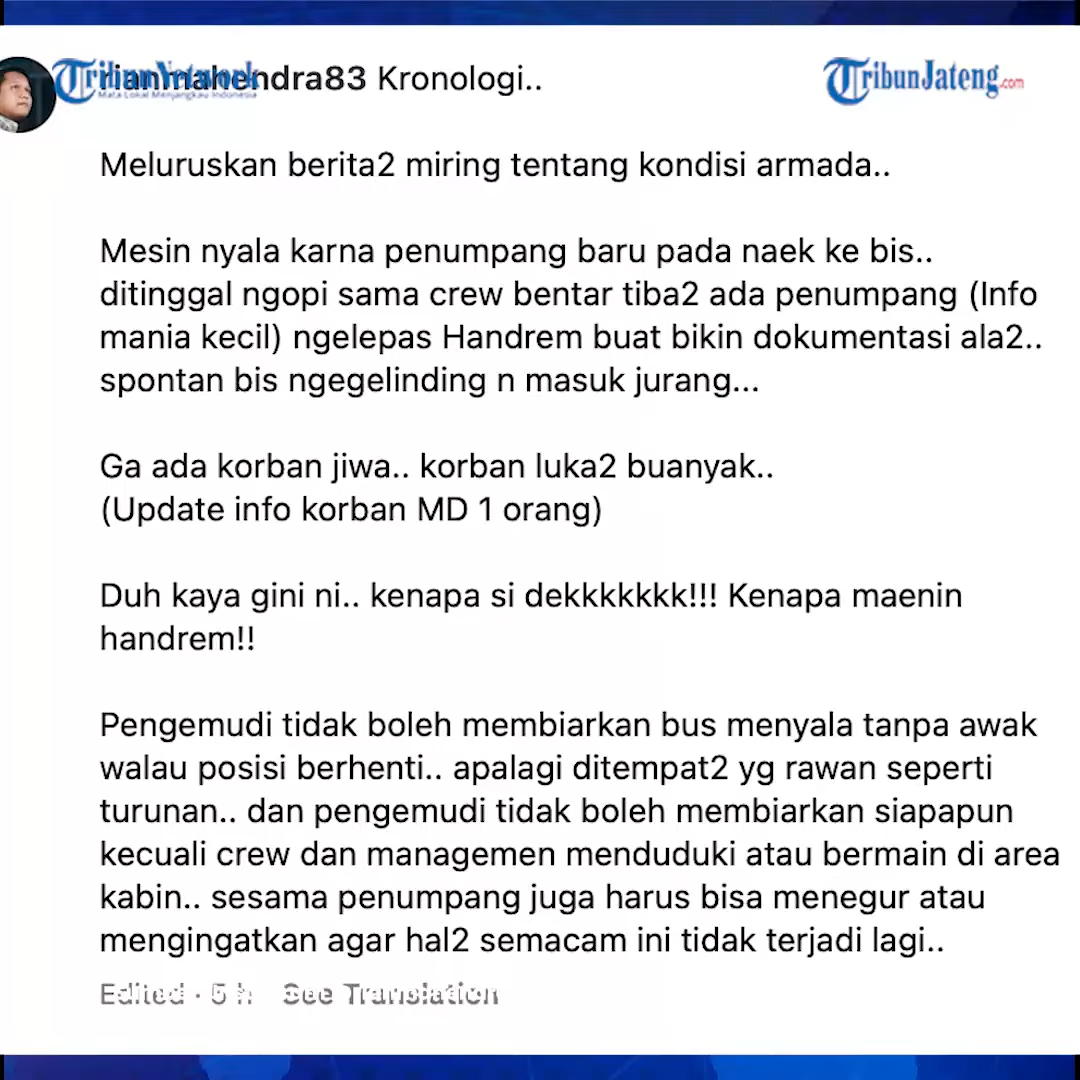 rianmahendra83 Kronologi..
TribunJateng.com
Meluruskan berita2 miring tentang kondisi armada..
Mesin nyala karna penumpang baru pada naek ke bis..
ditinggal ngopi sama crew bentar tiba2 ada penumpang (Info
mania kecil) ngelepas Handrem buat bikin dokumentasi ala2..
spontan bis ngegelinding n masuk jurang...
Ga ada korban jiwa.. korban luka2 buanyak..
(Update info korban MD 1 orang)
Duh kaya gini ni.. kenapa si dekkkkkkk!!! Kenapa maenin
handrem!!
Pengemudi tidak boleh membiarkan bus menyala tanpa awak
walau posisi berhenti.. apalagi ditempat2 yg rawan seperti
turunan.. dan pengemudi tidak boleh membiarkan siapapun
kecuali crew dan managemen menduduki atau bermain di area
kabin.. sesama penumpang juga harus bisa menegur atau
mengingatkan agar hal2 semacam ini tidak terjadi lagi..
Edited · 5 h See Translation